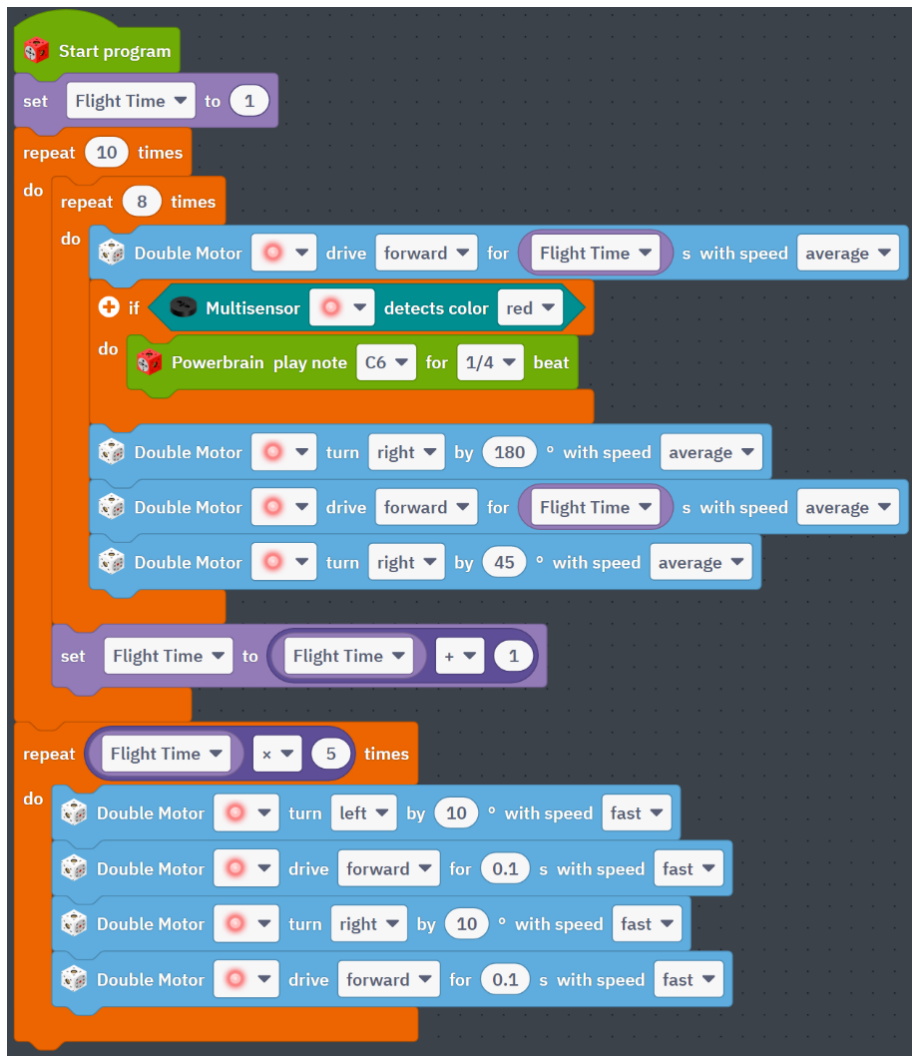 Start program
set Flight Time to 1
repeat 10 times
do
repeat 8 times
do
Double Motor drive forward for Flight Time s with speed average
if Multisensor detects color red
do
Powerbrain play note C6 for 1/4 beat
Double Motor turn right by 180 ° with speed average
Double Motor drive forward for Flight Time s with speed average
Double Motor turn right by 45 ° with speed average
set Flight Time to Flight Time + 1
repeat Flight Time × 5 times
do
Double Motor turn left by 10 ° with speed fast
Double Motor drive forward for 0.1 s with speed fast
Double Motor turn right by 10 ° with speed fast
Double Motor drive forward for 0.1 s with speed fast